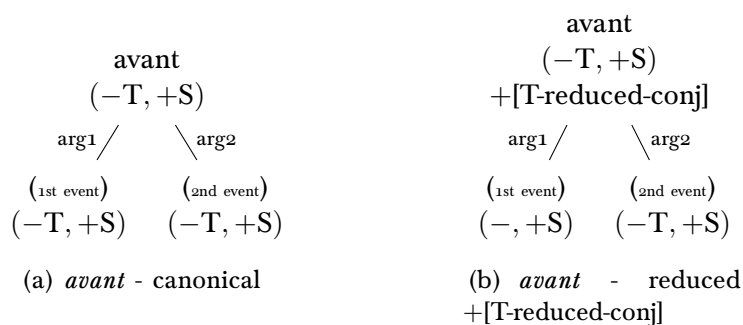 avant
(−T, +S)
arg1 arg2
(1st event) (2nd event)
(−T, +S) (−T, +S)
(a) avant - canonical
avant
(−T, +S)
+[T-reduced-conj]
arg1 arg2
(1st event) (2nd event)
(−, +S) (−T, +S)
(b) avant - reduced
+[T-reduced-conj]